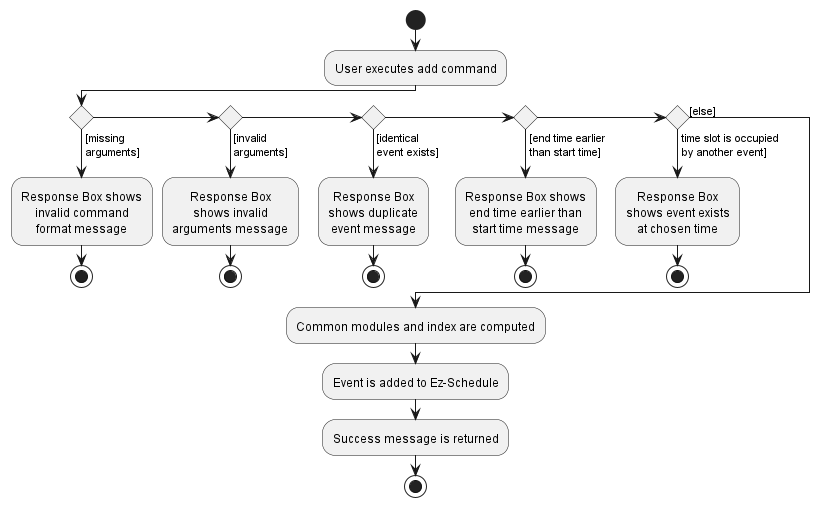 User executes add command
[else]
[missing
arguments]
[invalid
arguments]
[identical
event exists]
[end time earlier
than start time]
time slot is occupied
by another event]
Response Box shows
invalid command
format message
Response Box
shows invalid
arguments message
Response Box
shows duplicate
event message
Response Box shows
end time earlier than
start time message
Response Box
shows event exists
at chosen time
Common modules and index are computed
Event is added to Ez-Schedule
Success message is returned